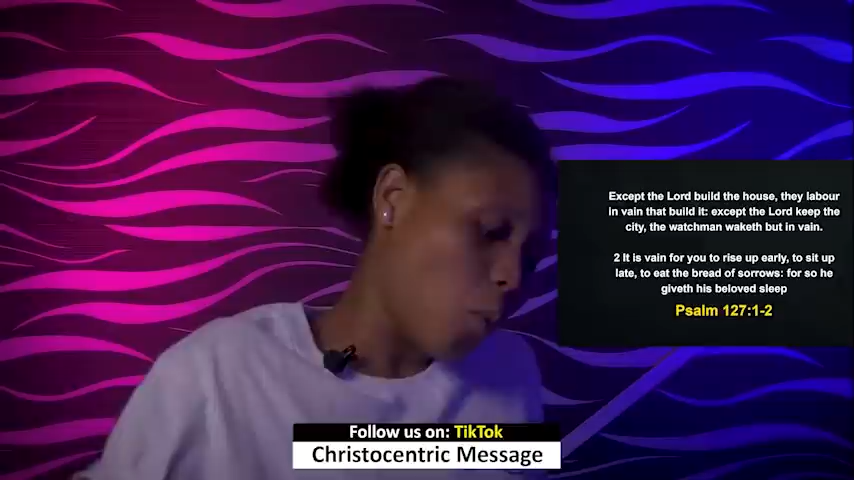 Except the Lord build the house, they labour
in vain that build it: except the Lord keep the
city, the watchman waketh but in vain.
2 It is vain for you to rise up early, to sit up
late, to eat the bread of sorrows: for so he
giveth his beloved sleep
Psalm 127:1-2
Follow us on: TikTok
Christocentric Message